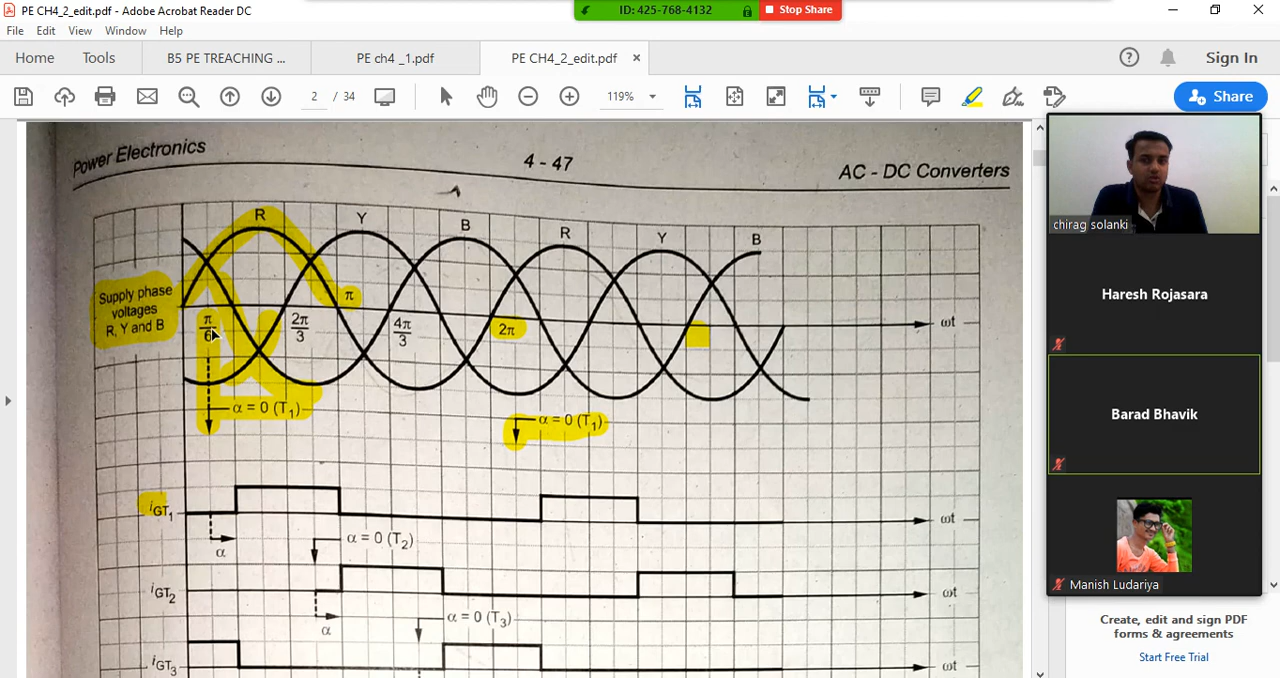 PE CH4_2_edit.pdf - Adobe Acrobat Reader DC
ID: 425-768-4132
Stop Share
File Edit View Window Help
Home Tools B5 PE TREACHING ... PE ch4 _1.pdf PE CH4_2_edit.pdf × Sign In
2 / 34 119% Share
Power Electronics 4 - 47 AC - DC Converters
R Y B R Y B
Supply phase
voltages
R, Y and B
π
π/6 2π/3 4π/3 2π ωt
α = 0 (T₁) α = 0 (T₁)
iGT₁ ωt
α α = 0 (T₂)
iGT₂ ωt
α α = 0 (T₃)
iGT₃ ωt
chirag solanki
Haresh Rojasara
Barad Bhavik
Manish Ludariya
Create, edit and sign PDF
forms & agreements
Start Free Trial